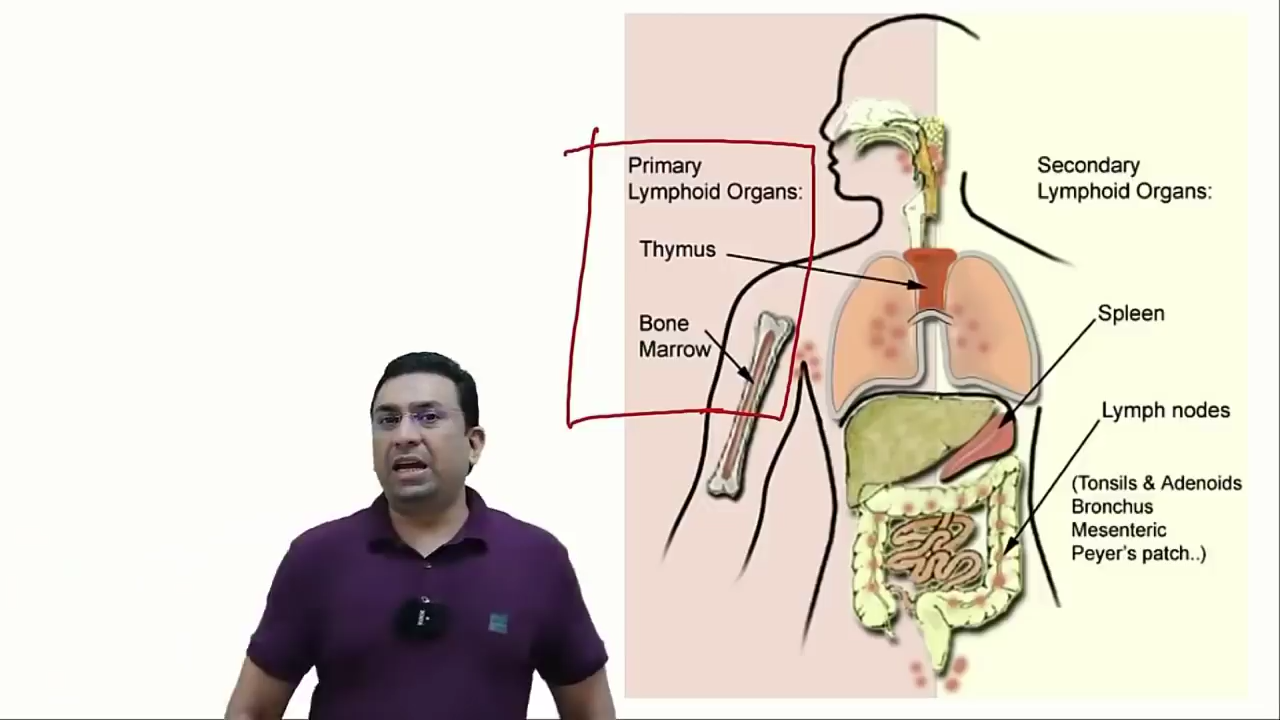 Primary
Lymphoid Organs:
Thymus
Bone
Marrow
Secondary
Lymphoid Organs:
Spleen
Lymph nodes
(Tonsils & Adenoids
Bronchus
Mesenteric
Peyer's patch..)